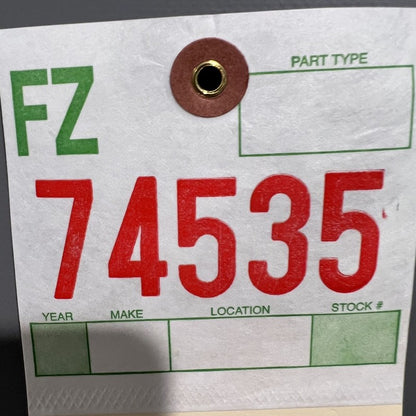 PART TYPE
FZ
74535
YEAR MAKE LOCATION STOCK #